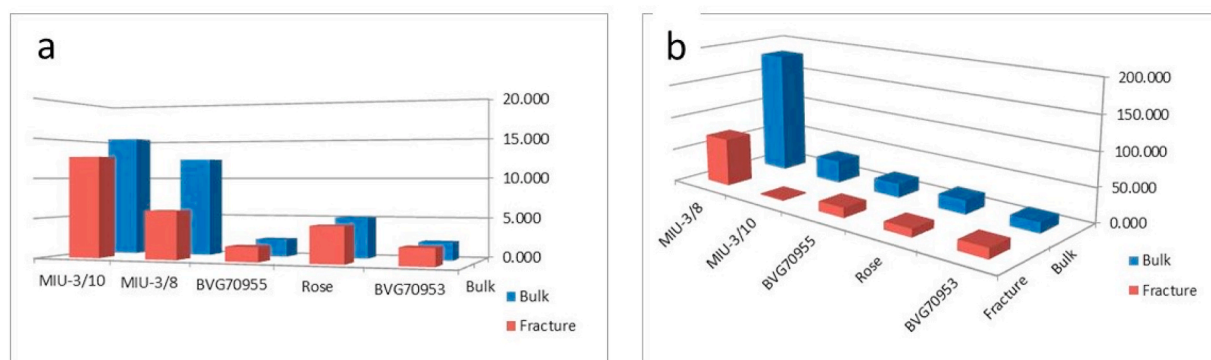 a
20.000
15.000
10.000
5.000
0.000
MIU-3/10
MIU-3/8
BVG70955
Rose
BVG70953
Bulk
Bulk
Fracture
b
200.000
150.000
100.000
50.000
0.000
MIU-3/8
MIU-3/10
BVG70955
Rose
BVG70953
Fracture
Bulk
Bulk
Fracture